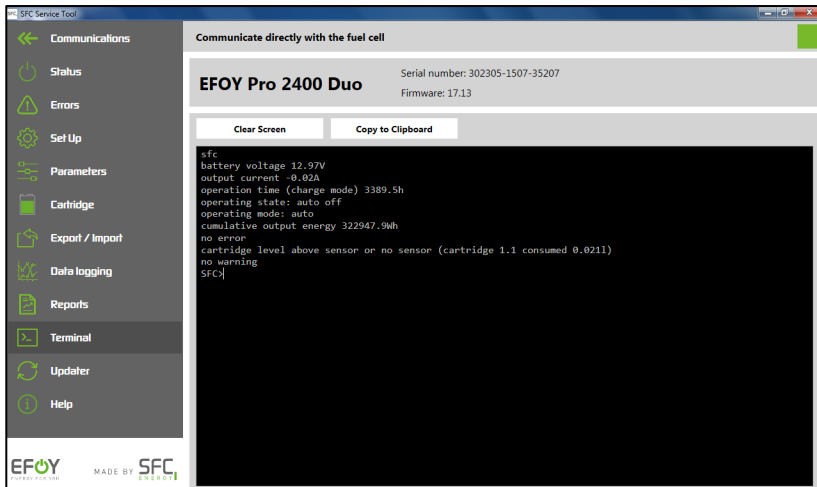 SFC Service Tool
Communications
Status
Errors
Set Up
Parameters
Cartridge
Export / Import
Data logging
Reports
Terminal
Updater
Help
EFOY
ENERGY FOR YOU
MADE BY SFC
ENERGY
Communicate directly with the fuel cell
EFOY Pro 2400 Duo
Serial number: 302305-1507-35207
Firmware: 17.13
Clear Screen
Copy to Clipboard
sfc
battery voltage 12.97V
output current -0.02A
operation time (charge mode) 3389.5h
operating state: auto off
operating mode: auto
cumulative output energy 322947.9Wh
no error
cartridge level above sensor or no sensor (cartridge 1.1 consumed 0.021l)
no warning
SFC>